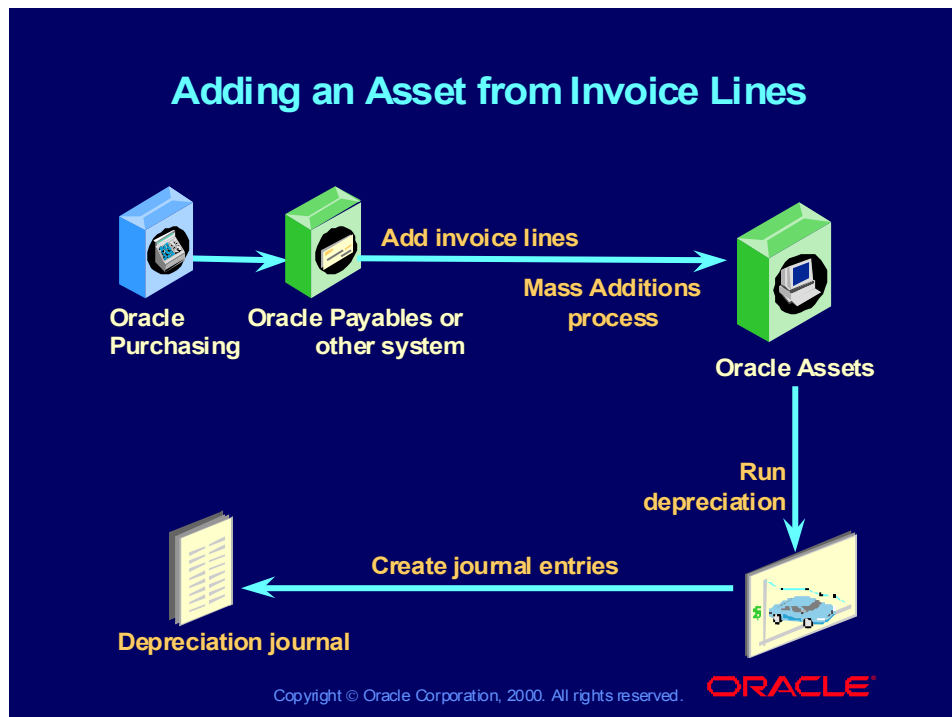 Adding an Asset from Invoice Lines
Add invoice lines
Mass Additions
process
Oracle
Purchasing
Oracle Payables or
other system
Oracle Assets
Run
depreciation
$
Create journal entries
Depreciation journal
Copyright © Oracle Corporation, 2000. All rights reserved.
ORACLE®